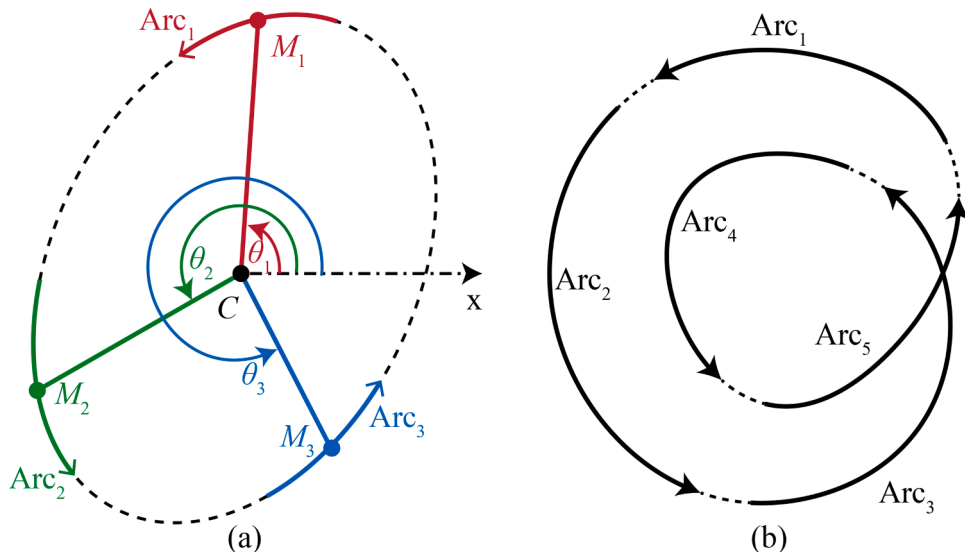 Arc₁
M₁
θ₁
θ₂
C
x
θ₃
M₂
M₃
Arc₃
Arc₂
(a)
Arc₁
Arc₄
Arc₂
Arc₅
Arc₃
(b)